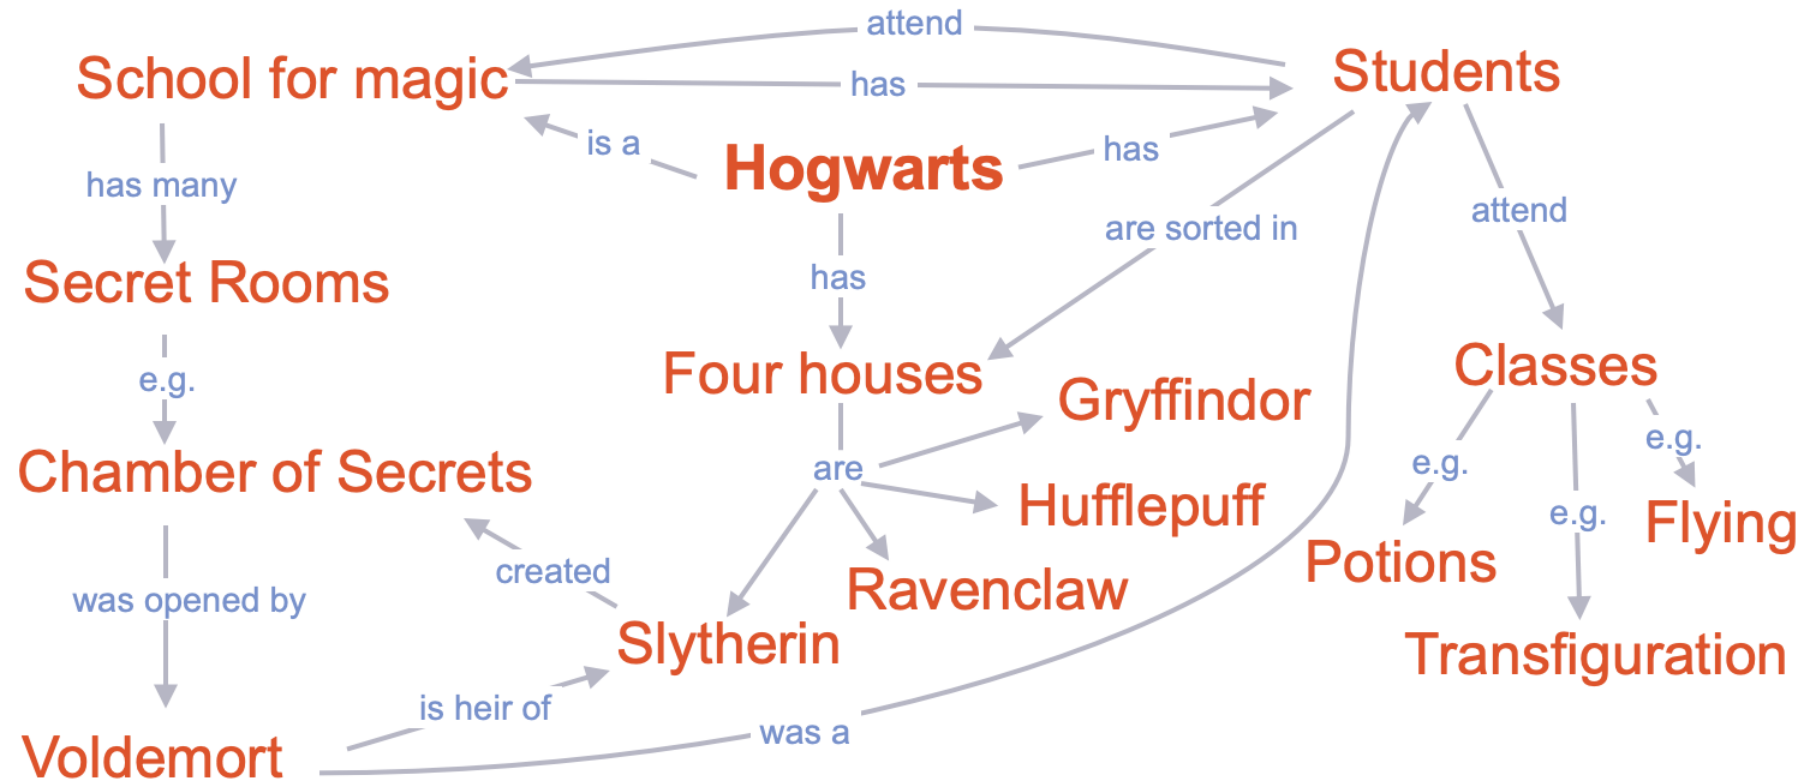 attend
School for magic
has
Students
is a
Hogwarts
has
has many
are sorted in
attend
Secret Rooms
has
e.g.
Four houses
Gryffindor
Classes
Chamber of Secrets
are
Hufflepuff
e.g.
e.g.
e.g.
Flying
created
Ravenclaw
Potions
was opened by
Slytherin
Transfiguration
is heir of
was a
Voldemort